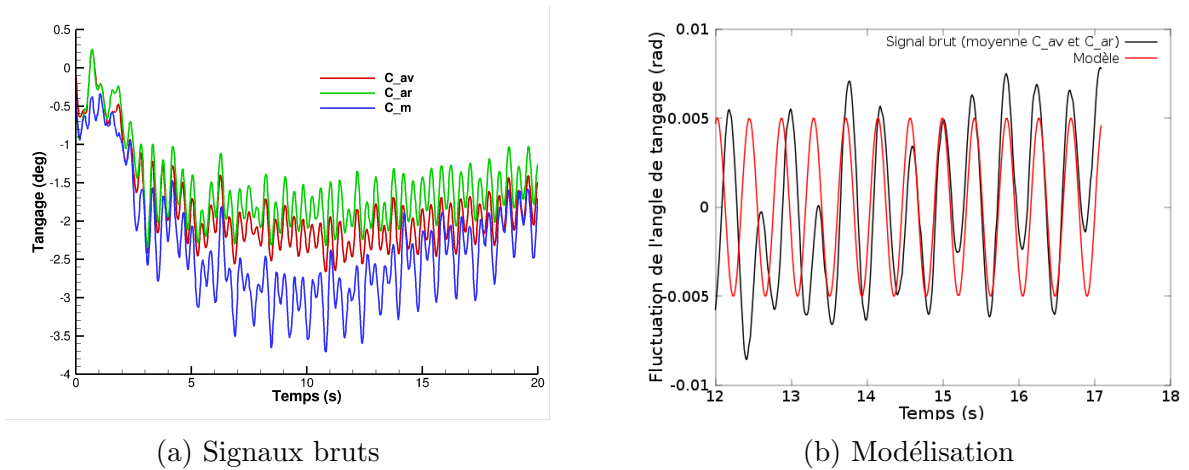 0.5
0
-0.5
-1
-1.5
-2
-2.5
-3
-3.5
-4
Tangage (deg)
C_av
C_ar
C_m
0
5
10
15
20
Temps (s)
(a) Signaux bruts
0.01
0.005
0
-0.005
-0.01
Fluctuation de l'angle de tangage (rad)
Signal brut (moyenne C_av et C_ar)
Modèle
12
13
14
15
16
17
18
Temps (s)
(b) Modélisation